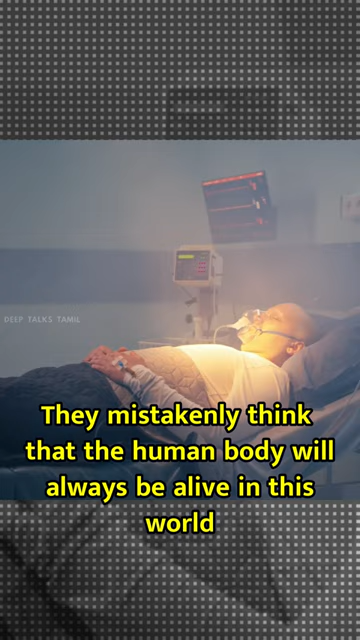 DEEP TALKS TAMIL
They mistakenly think
that the human body will
always be alive in this
world